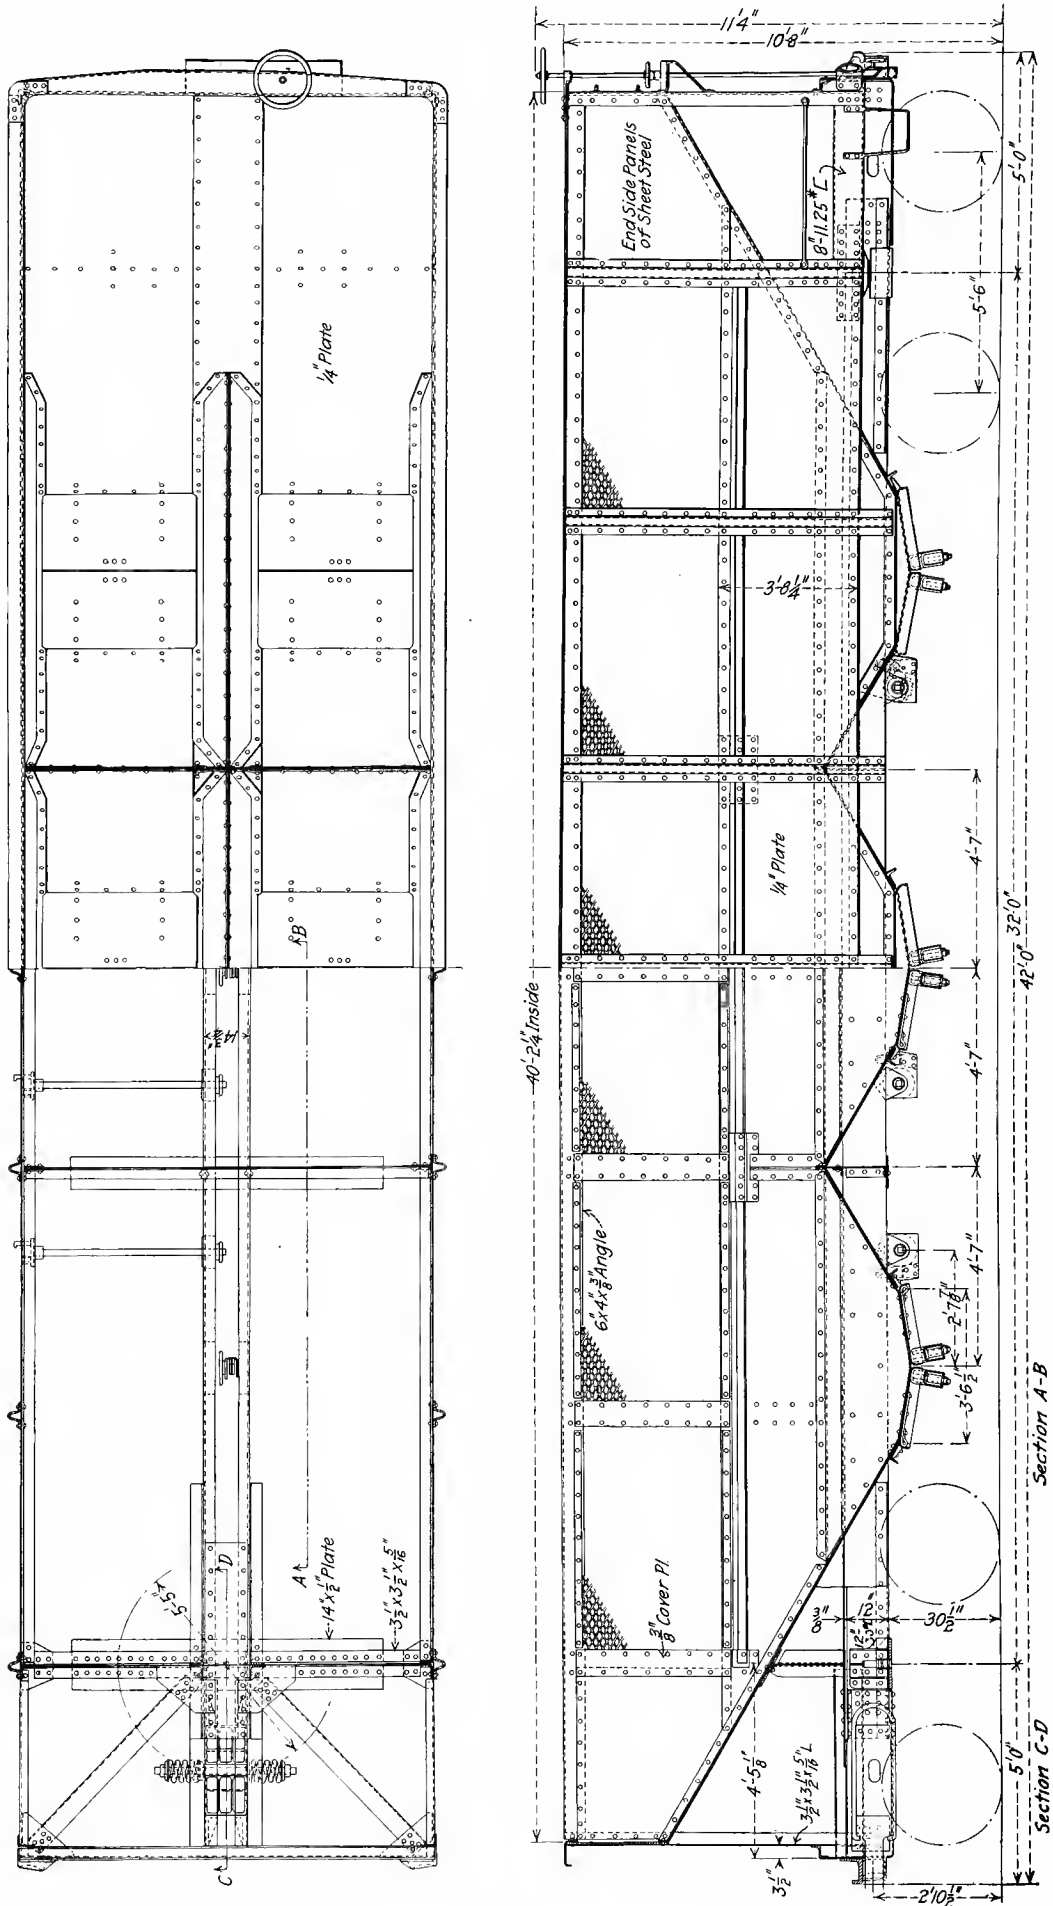 11'4"
10'8"
End Side Panels
of Sheet Steel
8"-11.25 # [
5'-0"
5'-6"
1/4" Plate
3'-8 1/4"
1/4" Plate
4'-7"
32'0"
42'0"
B
40'-2 1/4" Inside
14 3/4"
4'-7"
6"x4"x3/8" Angle
4'-7"
2'-7 7/8"
3'-6 1/2"
Section A-B
A
D
5'-5"
14"x1/2" Plate
3 1/2"x3 1/2"x5/16"
3/8" Cover Pl.
3/8"
12"
30 1/2"
4'-5 1/8"
3 1/2"x3 1/2"x5/16" L
5'0"
C
3 1/2"
2'10 1/2"
Section C-D